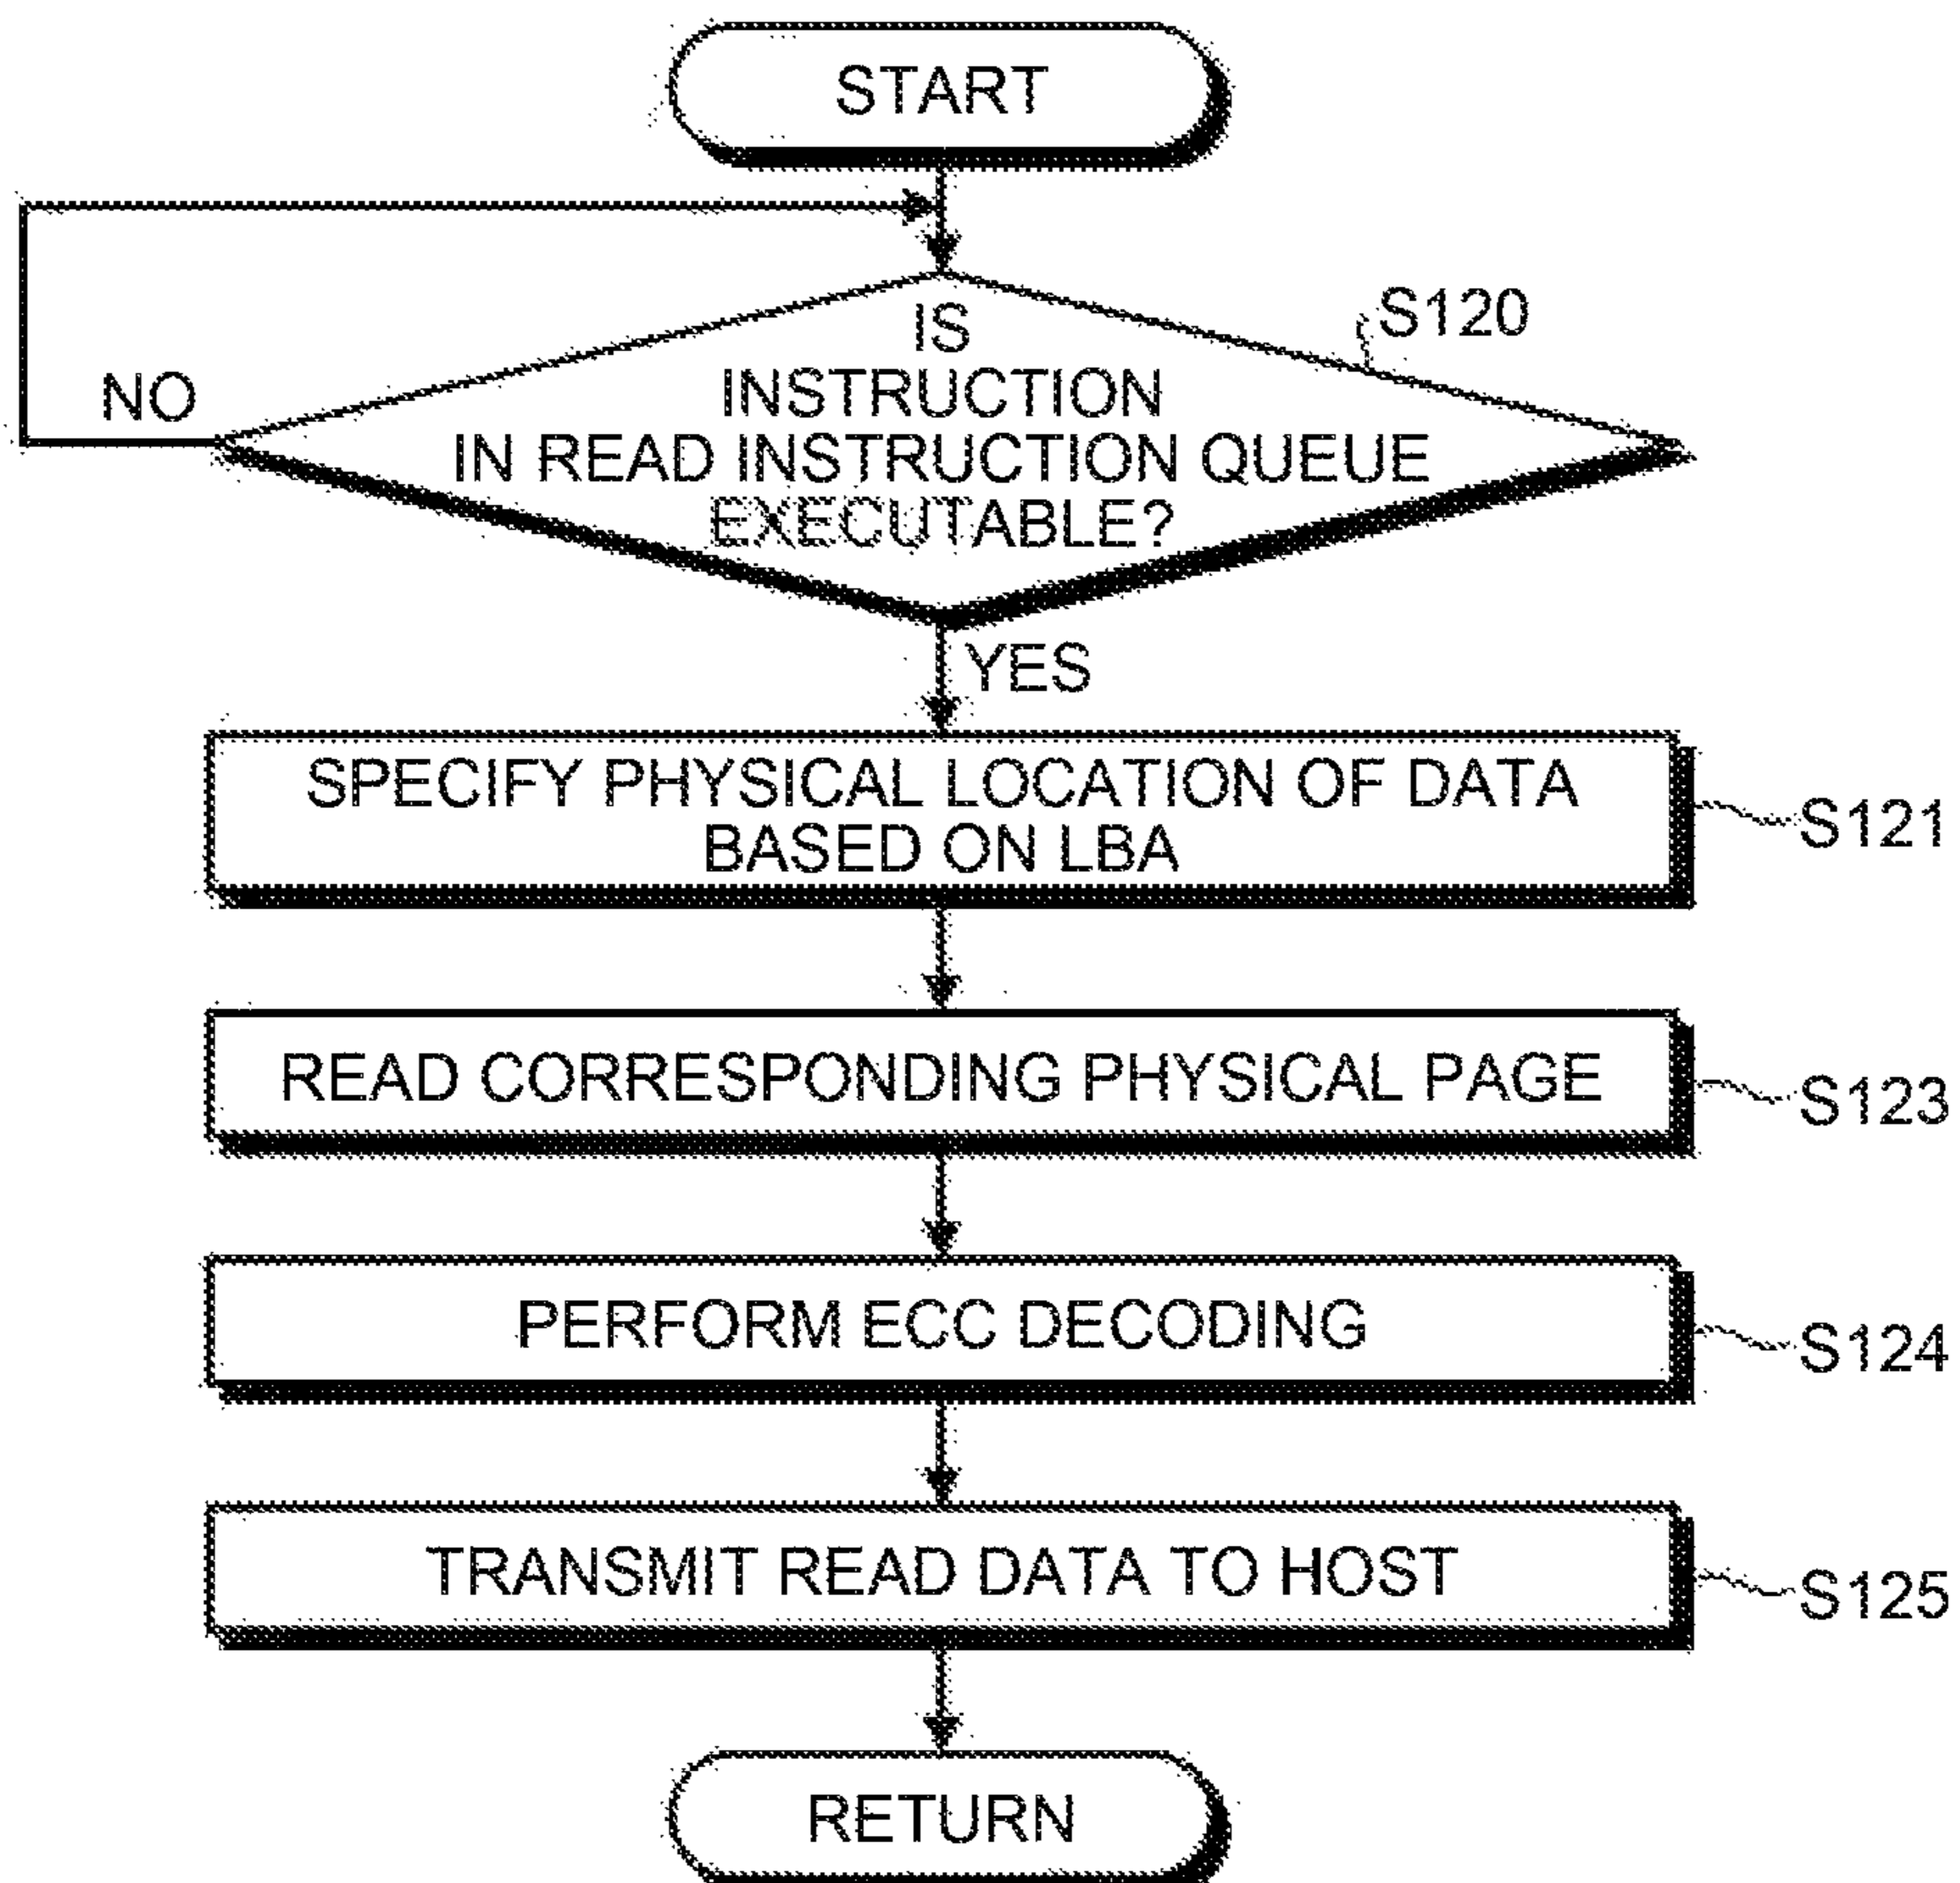 START
IS
S120
INSTRUCTION
NO
IN READ INSTRUCTION QUEUE
EXECUTABLE?
YES
SPECIFY PHYSICAL LOCATION OF DATA
BASED ON LBA
S121
READ CORRESPONDING PHYSICAL PAGE
S123
PERFORM ECC DECODING
S124
TRANSMIT READ DATA TO HOST
S125
RETURN